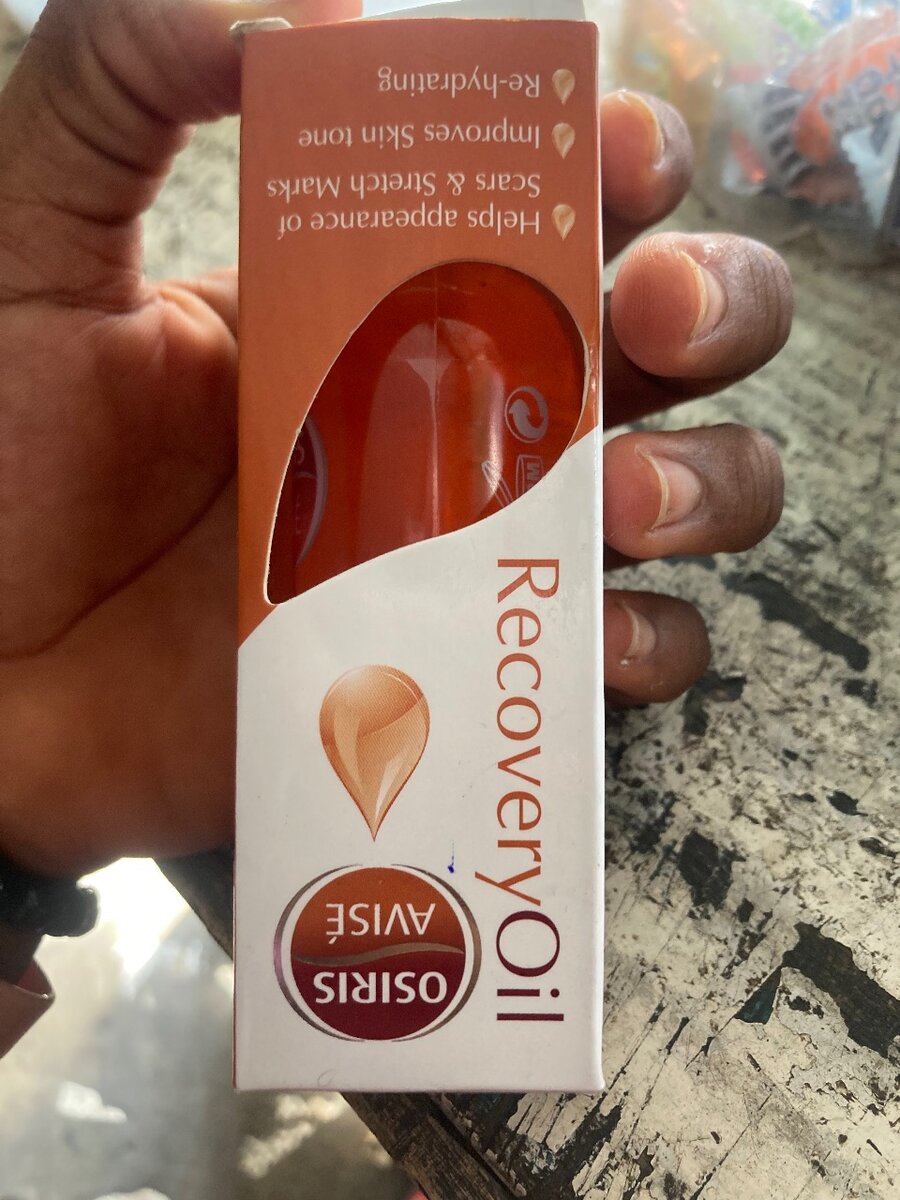 OSIRIS
AVISÉ
RecoveryOil
Helps appearance of
Scars & Stretch Marks
Improves Skin tone
Re-hydrating